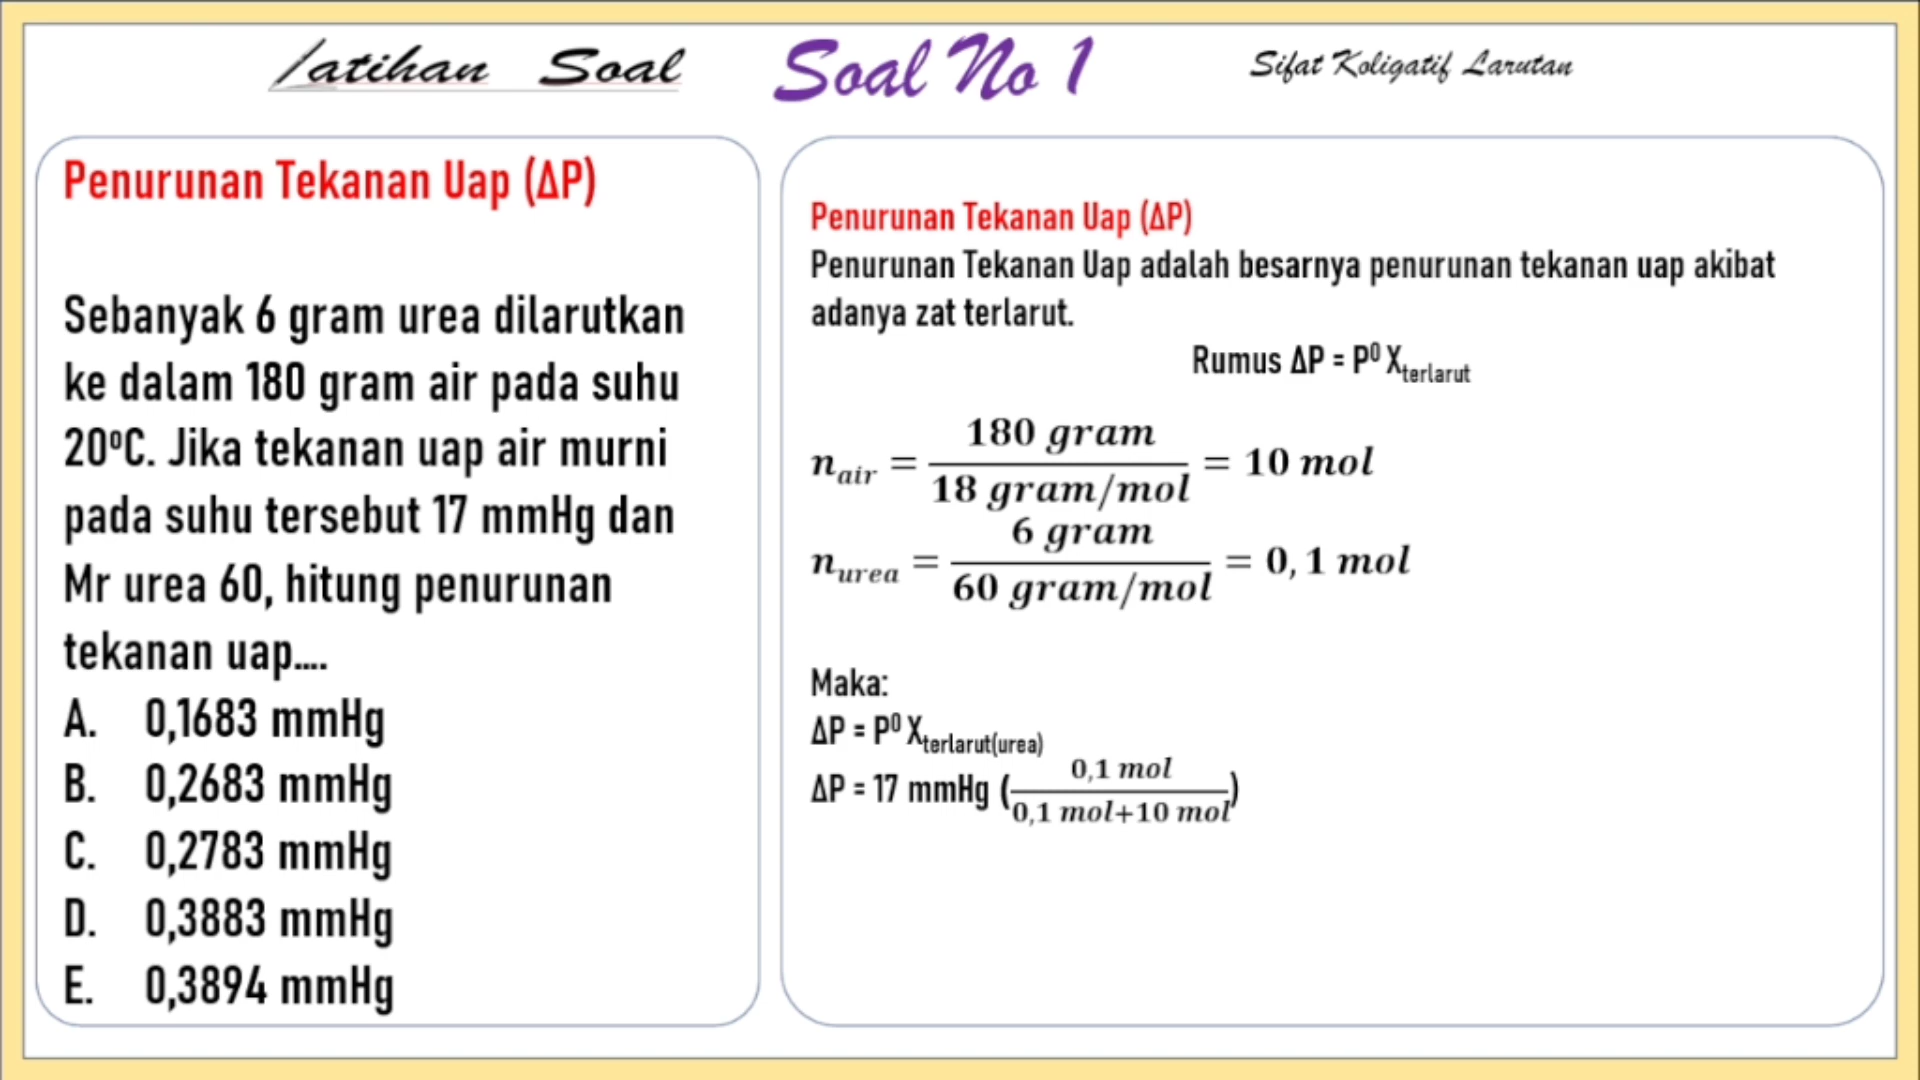 Latihan Soal
Soal No 1
Sifat Koligatif Larutan
Penurunan Tekanan Uap (ΔP)
Sebanyak 6 gram urea dilarutkan
ke dalam 180 gram air pada suhu
20⁰C. Jika tekanan uap air murni
pada suhu tersebut 17 mmHg dan
Mr urea 60, hitung penurunan
tekanan uap....
A. 0,1683 mmHg
B. 0,2683 mmHg
C. 0,2783 mmHg
D. 0,3883 mmHg
E. 0,3894 mmHg
Penurunan Tekanan Uap (ΔP)
Penurunan Tekanan Uap adalah besarnya penurunan tekanan uap akibat
adanya zat terlarut.
Rumus ΔP = P⁰ X_terlarut
n_air = 180 gram / 18 gram/mol = 10 mol
n_urea = 6 gram / 60 gram/mol = 0,1 mol
Maka:
ΔP = P⁰ X_terlarut(urea)
ΔP = 17 mmHg (0,1 mol / 0,1 mol+10 mol)